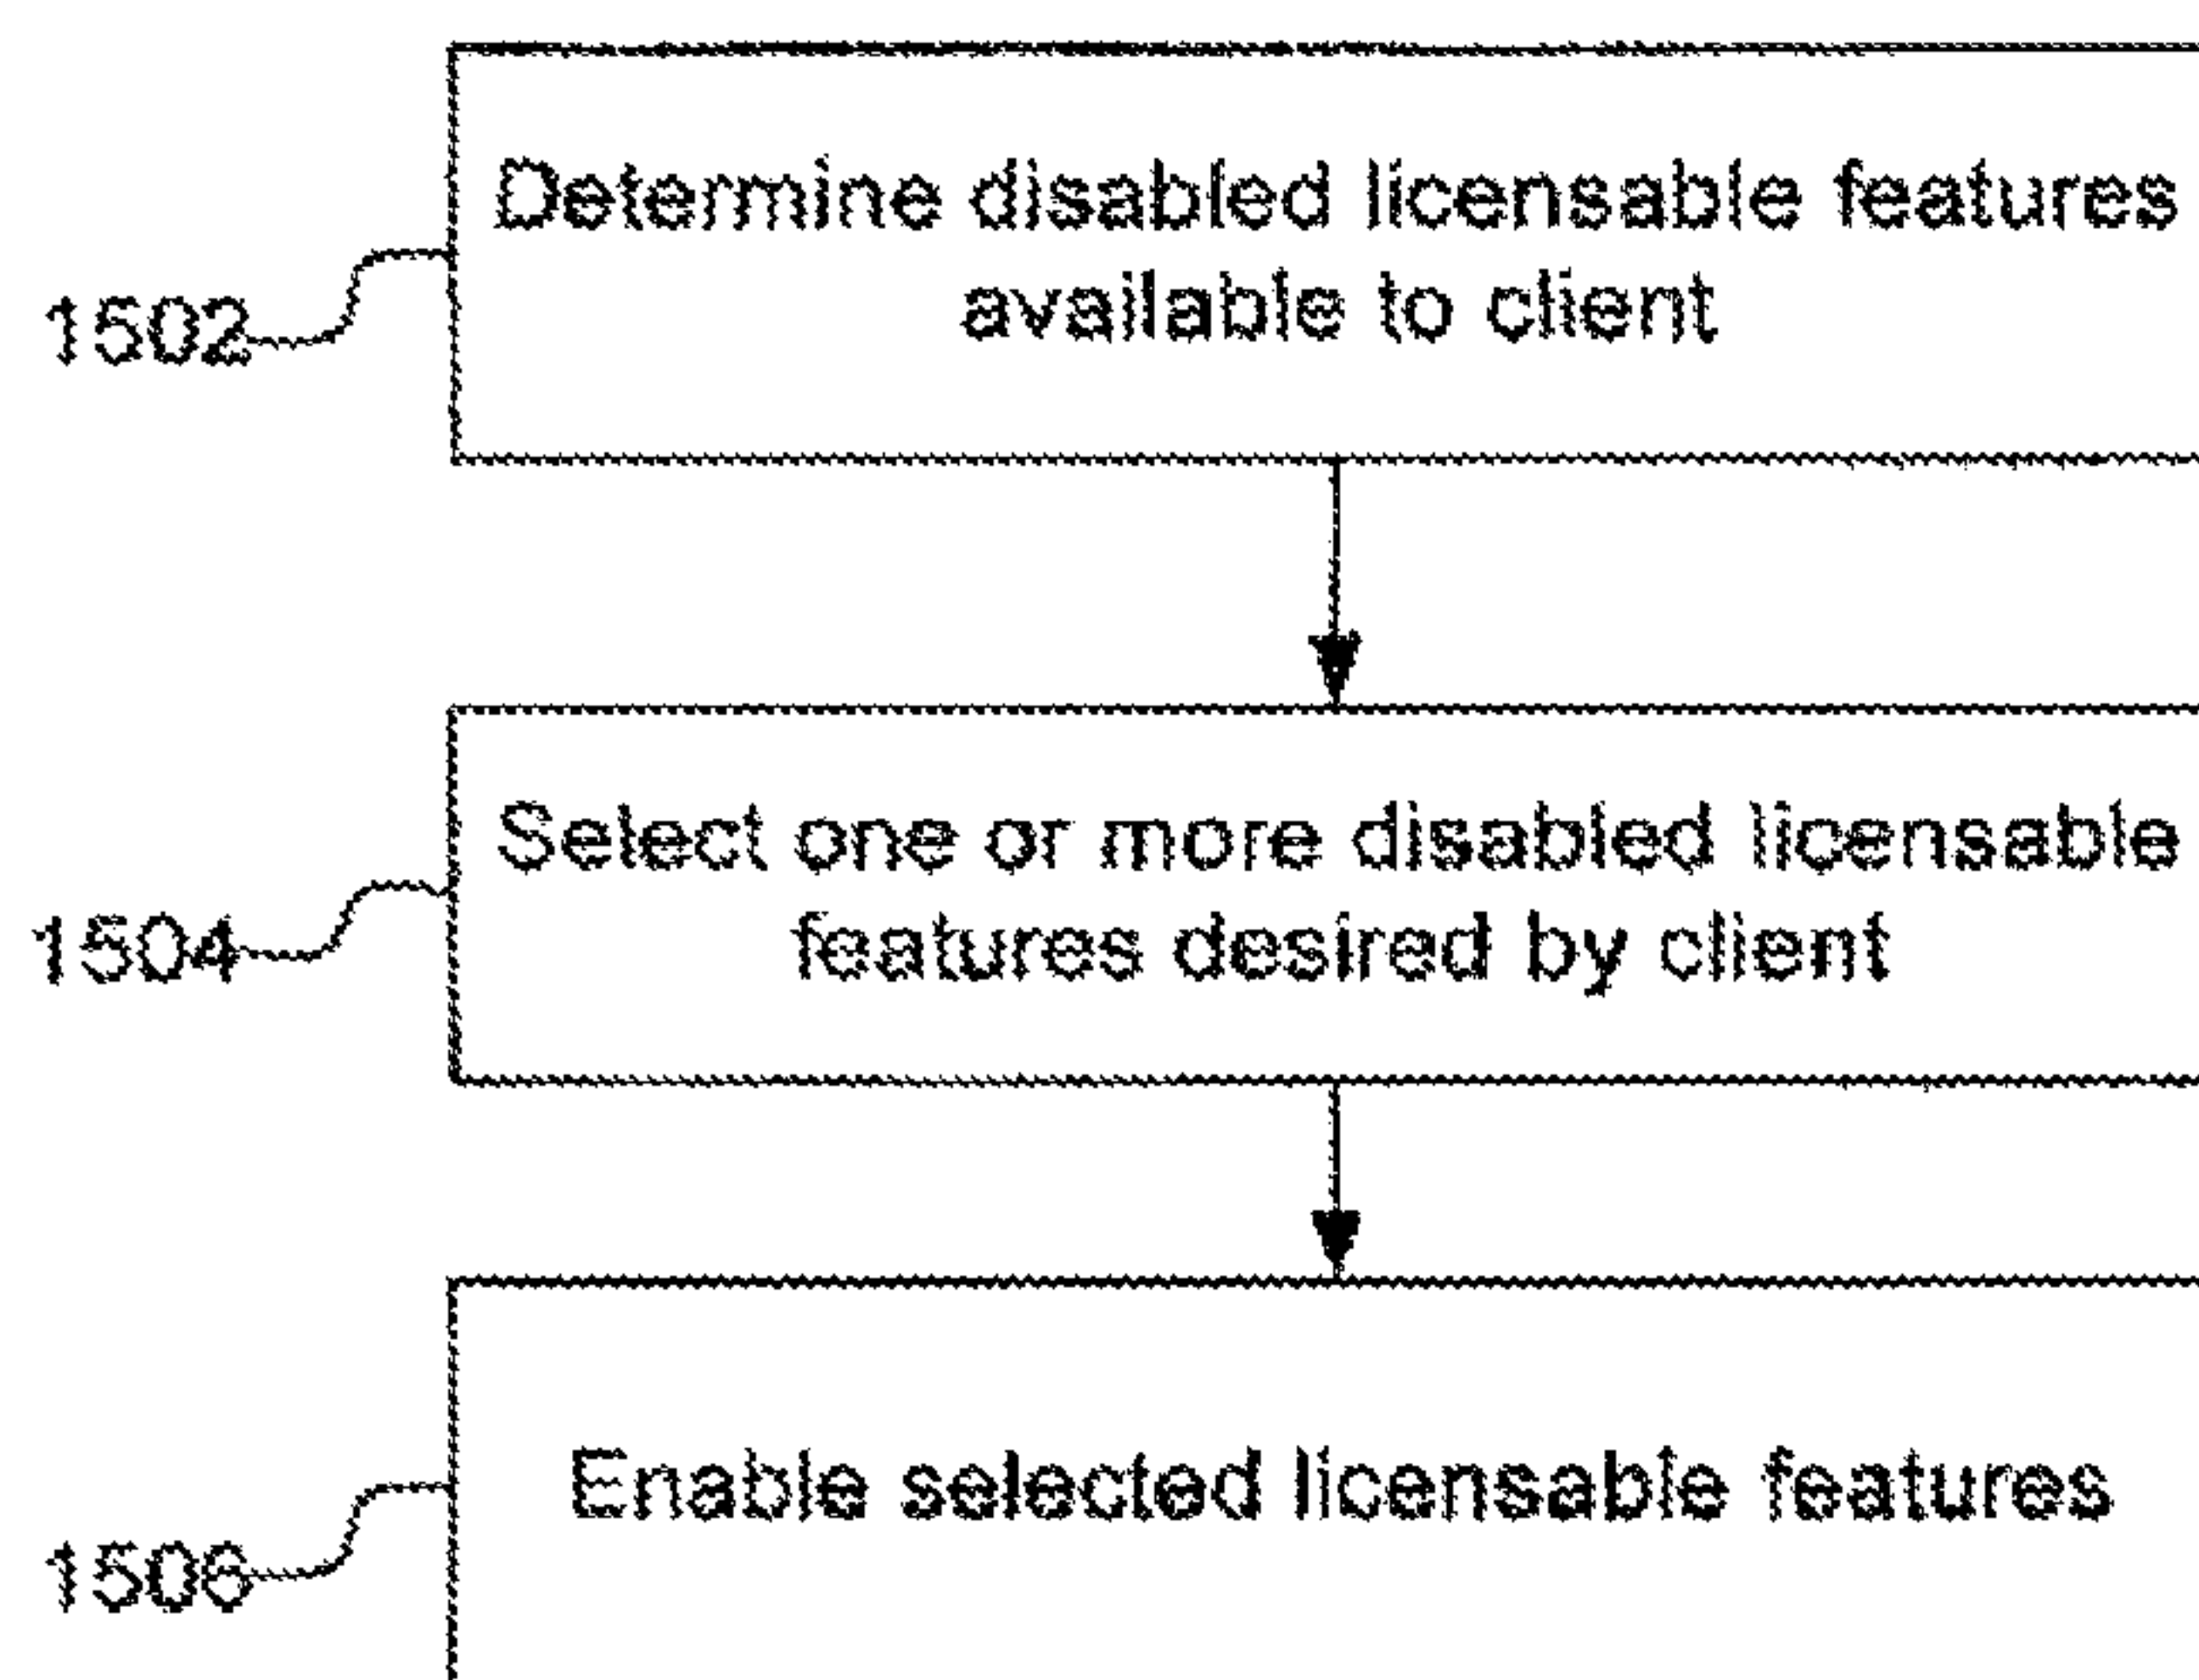 Determine disabled licensable features
available to client
1502
Select one or more disabled licensable
features desired by client
1504
Enable selected licensable features
1506